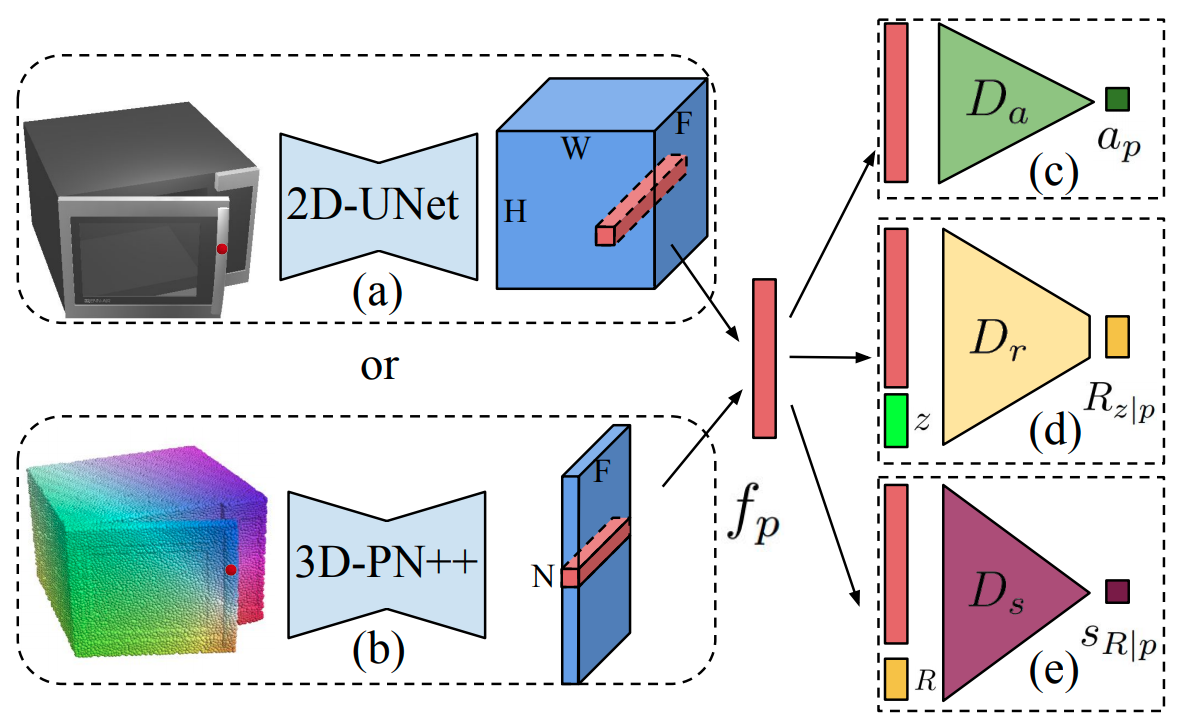 2D-UNet
(a)
W
F
H
or
3D-PN++
(b)
F
N
f_p
D_a
a_p
(c)
D_r
z
R_{z|p}
(d)
D_s
R
s_{R|p}
(e)